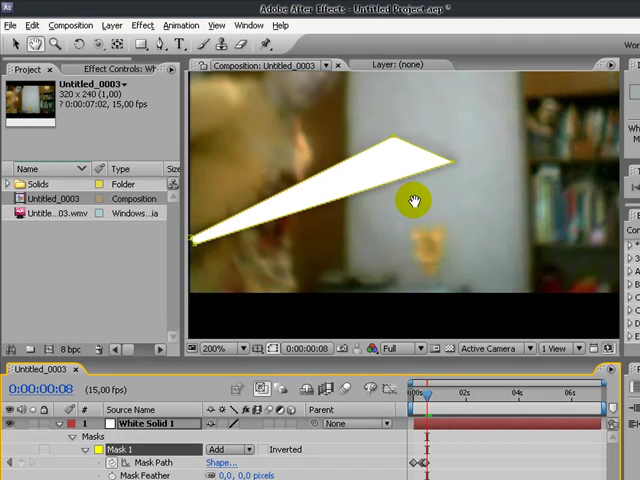 Ae Adobe After Effects - Untitled Project.aep *
File Edit Composition Layer Effect Animation View Window Help
Project Effect Controls: Wh
Composition: Untitled_0003 Layer: (none)
Untitled_0003
320 x 240 (1,00)
? 0:00:07:02, 15,00 fps
Name Type Size
Solids Folder
Untitled_0003 Composition
Untitle...03.wmv Windows...ia
8 bpc
200% 0:00:00:08 Full Active Camera 1 View
Untitled_0003
0:00:00:08 (15,00 fps)
:00s 02s 04s 06s
# Source Name Parent
1 White Solid 1 None
Masks
Mask 1 Add Inverted
Mask Path Shape...
Mask Feather 0,0, 0,0 pixels